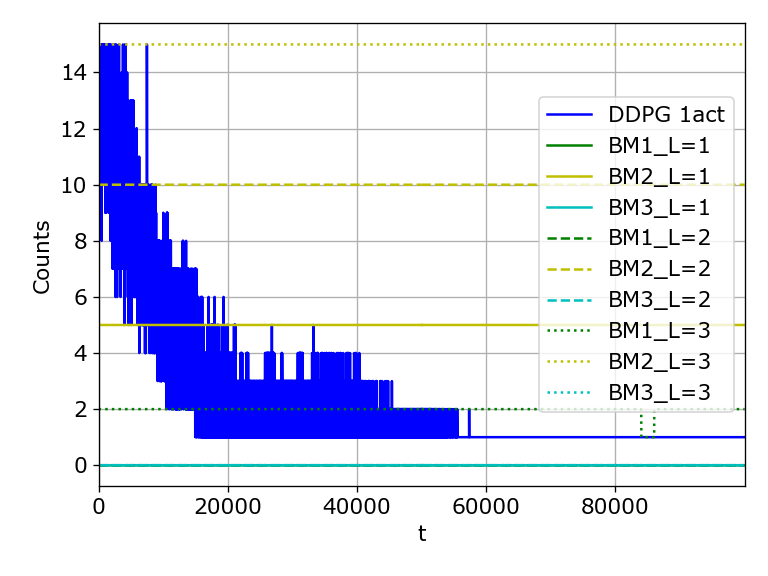 14
12
10
8
6
4
2
0
Counts
DDPG 1act
BM1_L=1
BM2_L=1
BM3_L=1
BM1_L=2
BM2_L=2
BM3_L=2
BM1_L=3
BM2_L=3
BM3_L=3
0 20000 40000 60000 80000
t